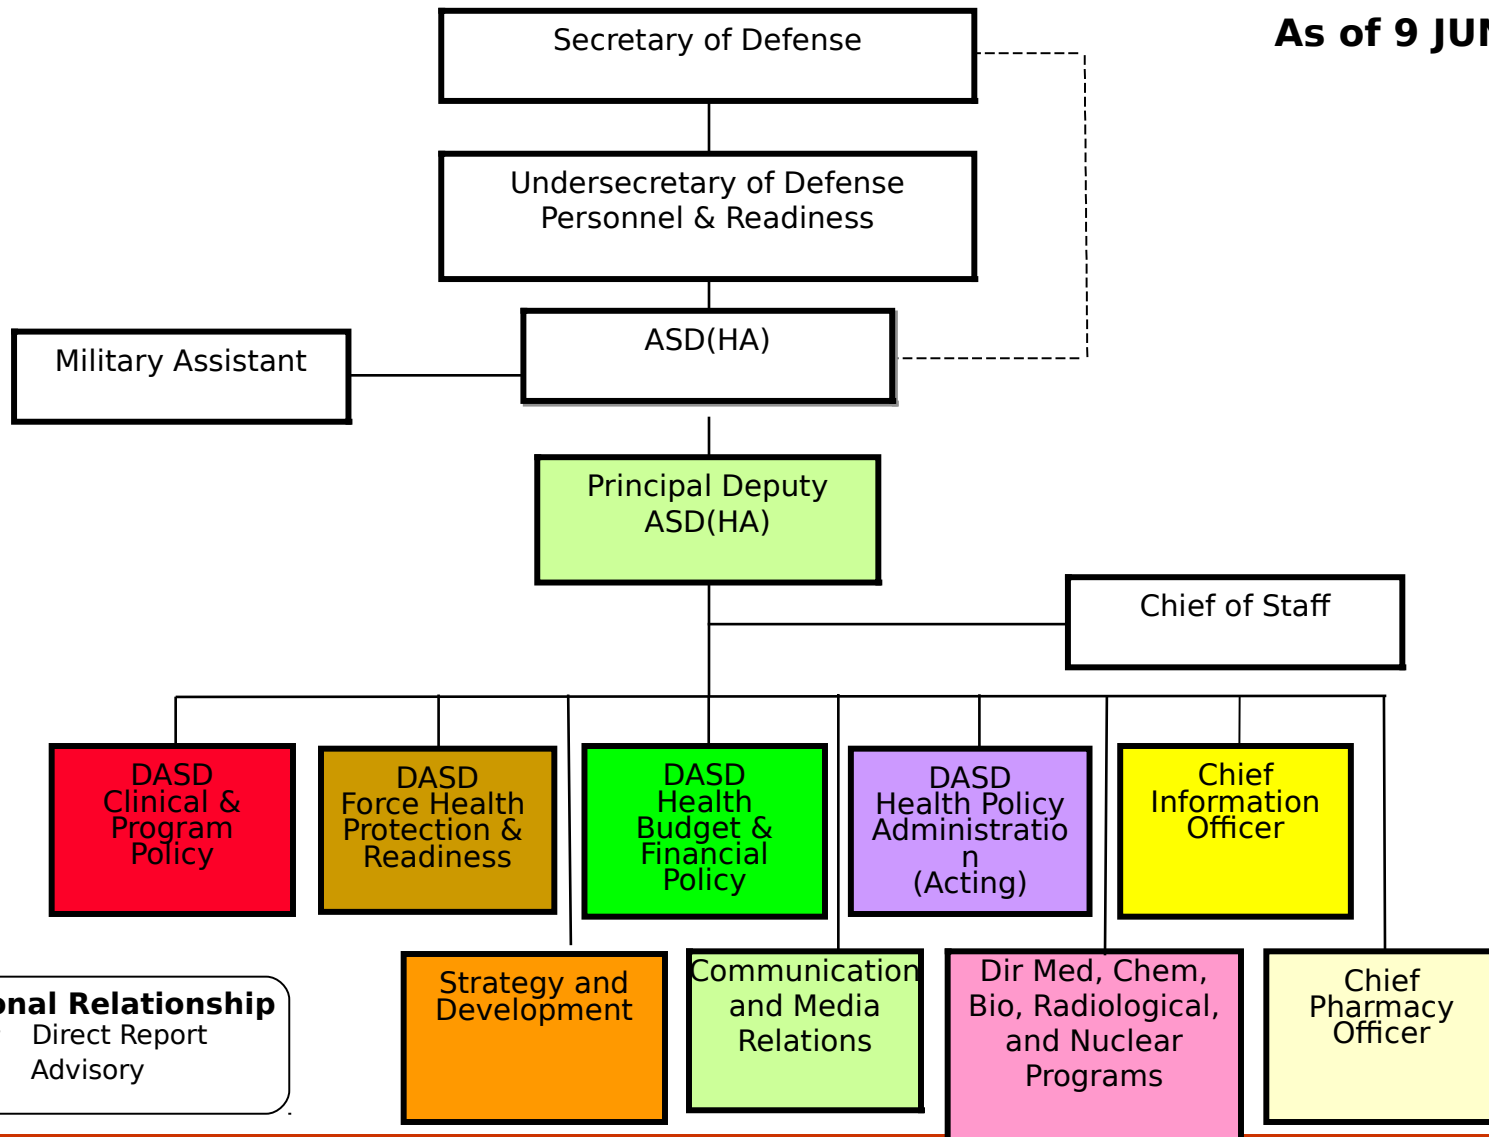 Secretary of Defense
As of 9 JUN
Undersecretary of Defense
Personnel & Readiness
ASD(HA)
Military Assistant
Principal Deputy
ASD(HA)
Chief of Staff
DASD
Clinical &
Program
Policy
DASD
Force Health
Protection &
Readiness
DASD
Health
Budget &
Financial
Policy
DASD
Health Policy
Administratio
n
(Acting)
Chief
Information
Officer
Strategy and
Development
Communication
and Media
Relations
Dir Med, Chem,
Bio, Radiological,
and Nuclear
Programs
Chief
Pharmacy
Officer
onal Relationship
Direct Report
Advisory